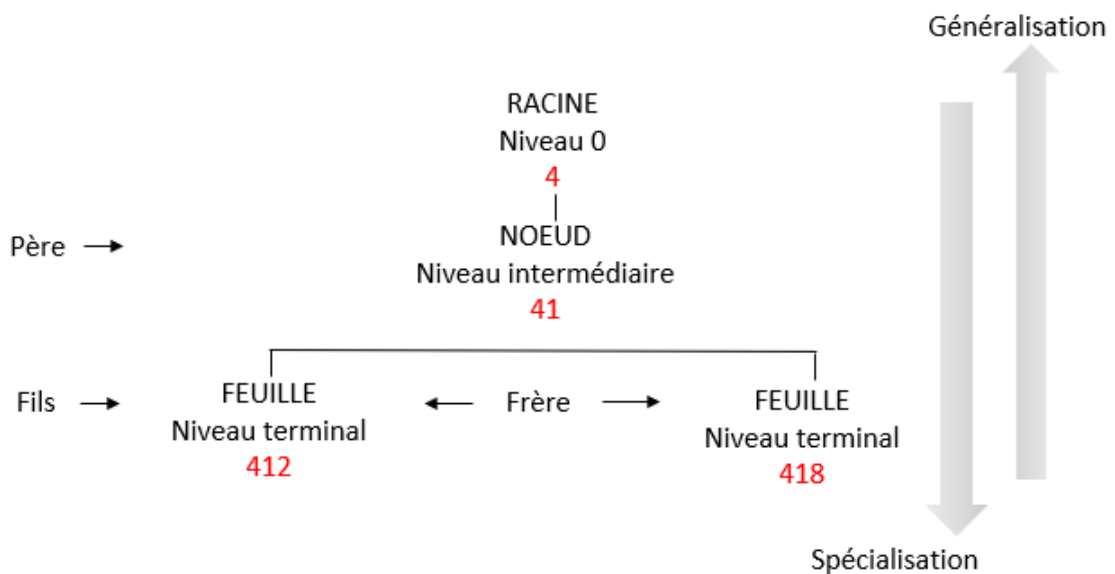 Généralisation
RACINE
Niveau 0
4
Père
NOEUD
Niveau intermédiaire
41
Fils
FEUILLE
Niveau terminal
412
Frère
FEUILLE
Niveau terminal
418
Spécialisation